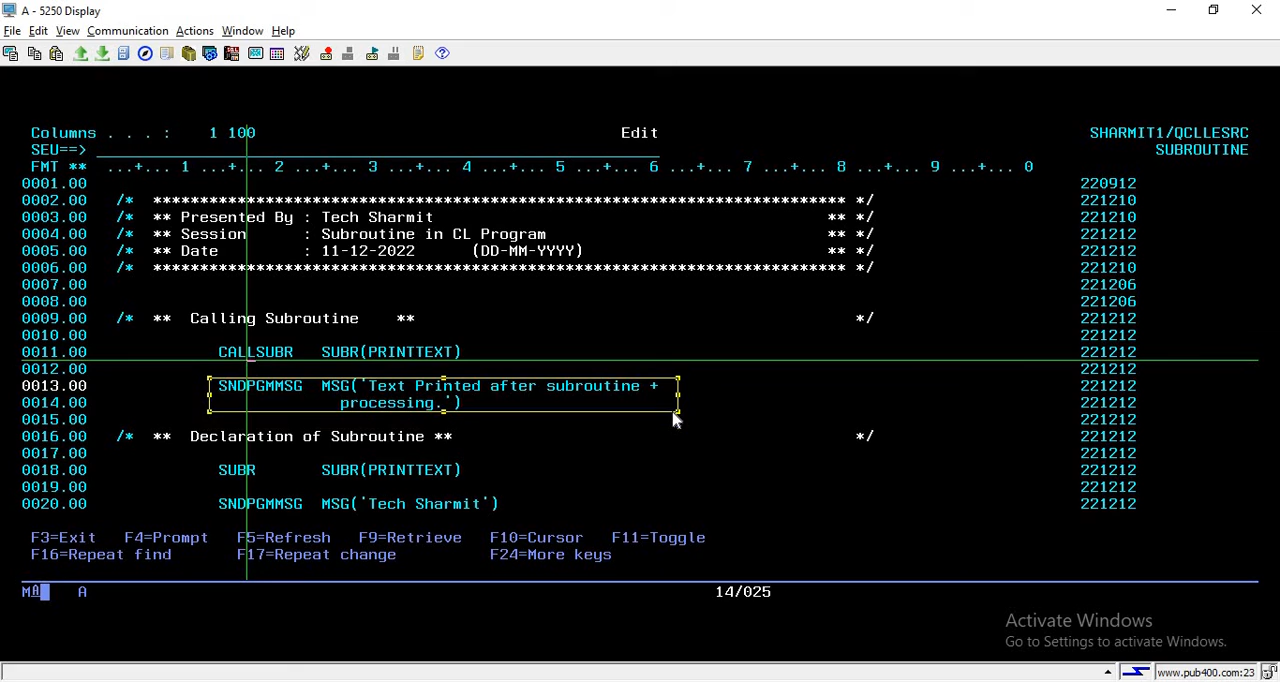 A - 5250 Display
File Edit View Communication Actions Window Help
Columns . . . : 1 100 Edit SHARMIT1/QCLLESRC
SEU==> SUBROUTINE
FMT ** ...+... 1 ...+... 2 ...+... 3 ...+... 4 ...+... 5 ...+... 6 ...+... 7 ...+... 8 ...+... 9 ...+... 0
0001.00 220912
0002.00 /* ************************************************************************** */ 221210
0003.00 /* ** Presented By : Tech Sharmit ** */ 221210
0004.00 /* ** Session : Subroutine in CL Program ** */ 221212
0005.00 /* ** Date : 11-12-2022 (DD-MM-YYYY) ** */ 221212
0006.00 /* ************************************************************************** */ 221210
0007.00 221206
0008.00 221206
0009.00 /* ** Calling Subroutine ** */ 221212
0010.00 221212
0011.00 CALLSUBR SUBR(PRINTTEXT) 221212
0012.00 221212
0013.00 SNDPGMMSG MSG('Text Printed after subroutine + 221212
0014.00 processing.') 221212
0015.00 221212
0016.00 /* ** Declaration of Subroutine ** */ 221212
0017.00 221212
0018.00 SUBR SUBR(PRINTTEXT) 221212
0019.00 221212
0020.00 SNDPGMMSG MSG('Tech Sharmit') 221212
F3=Exit F4=Prompt F5=Refresh F9=Retrieve F10=Cursor F11=Toggle
F16=Repeat find F17=Repeat change F24=More keys
MA A 14/025
Activate Windows
Go to Settings to activate Windows.
www.pub400.com:23